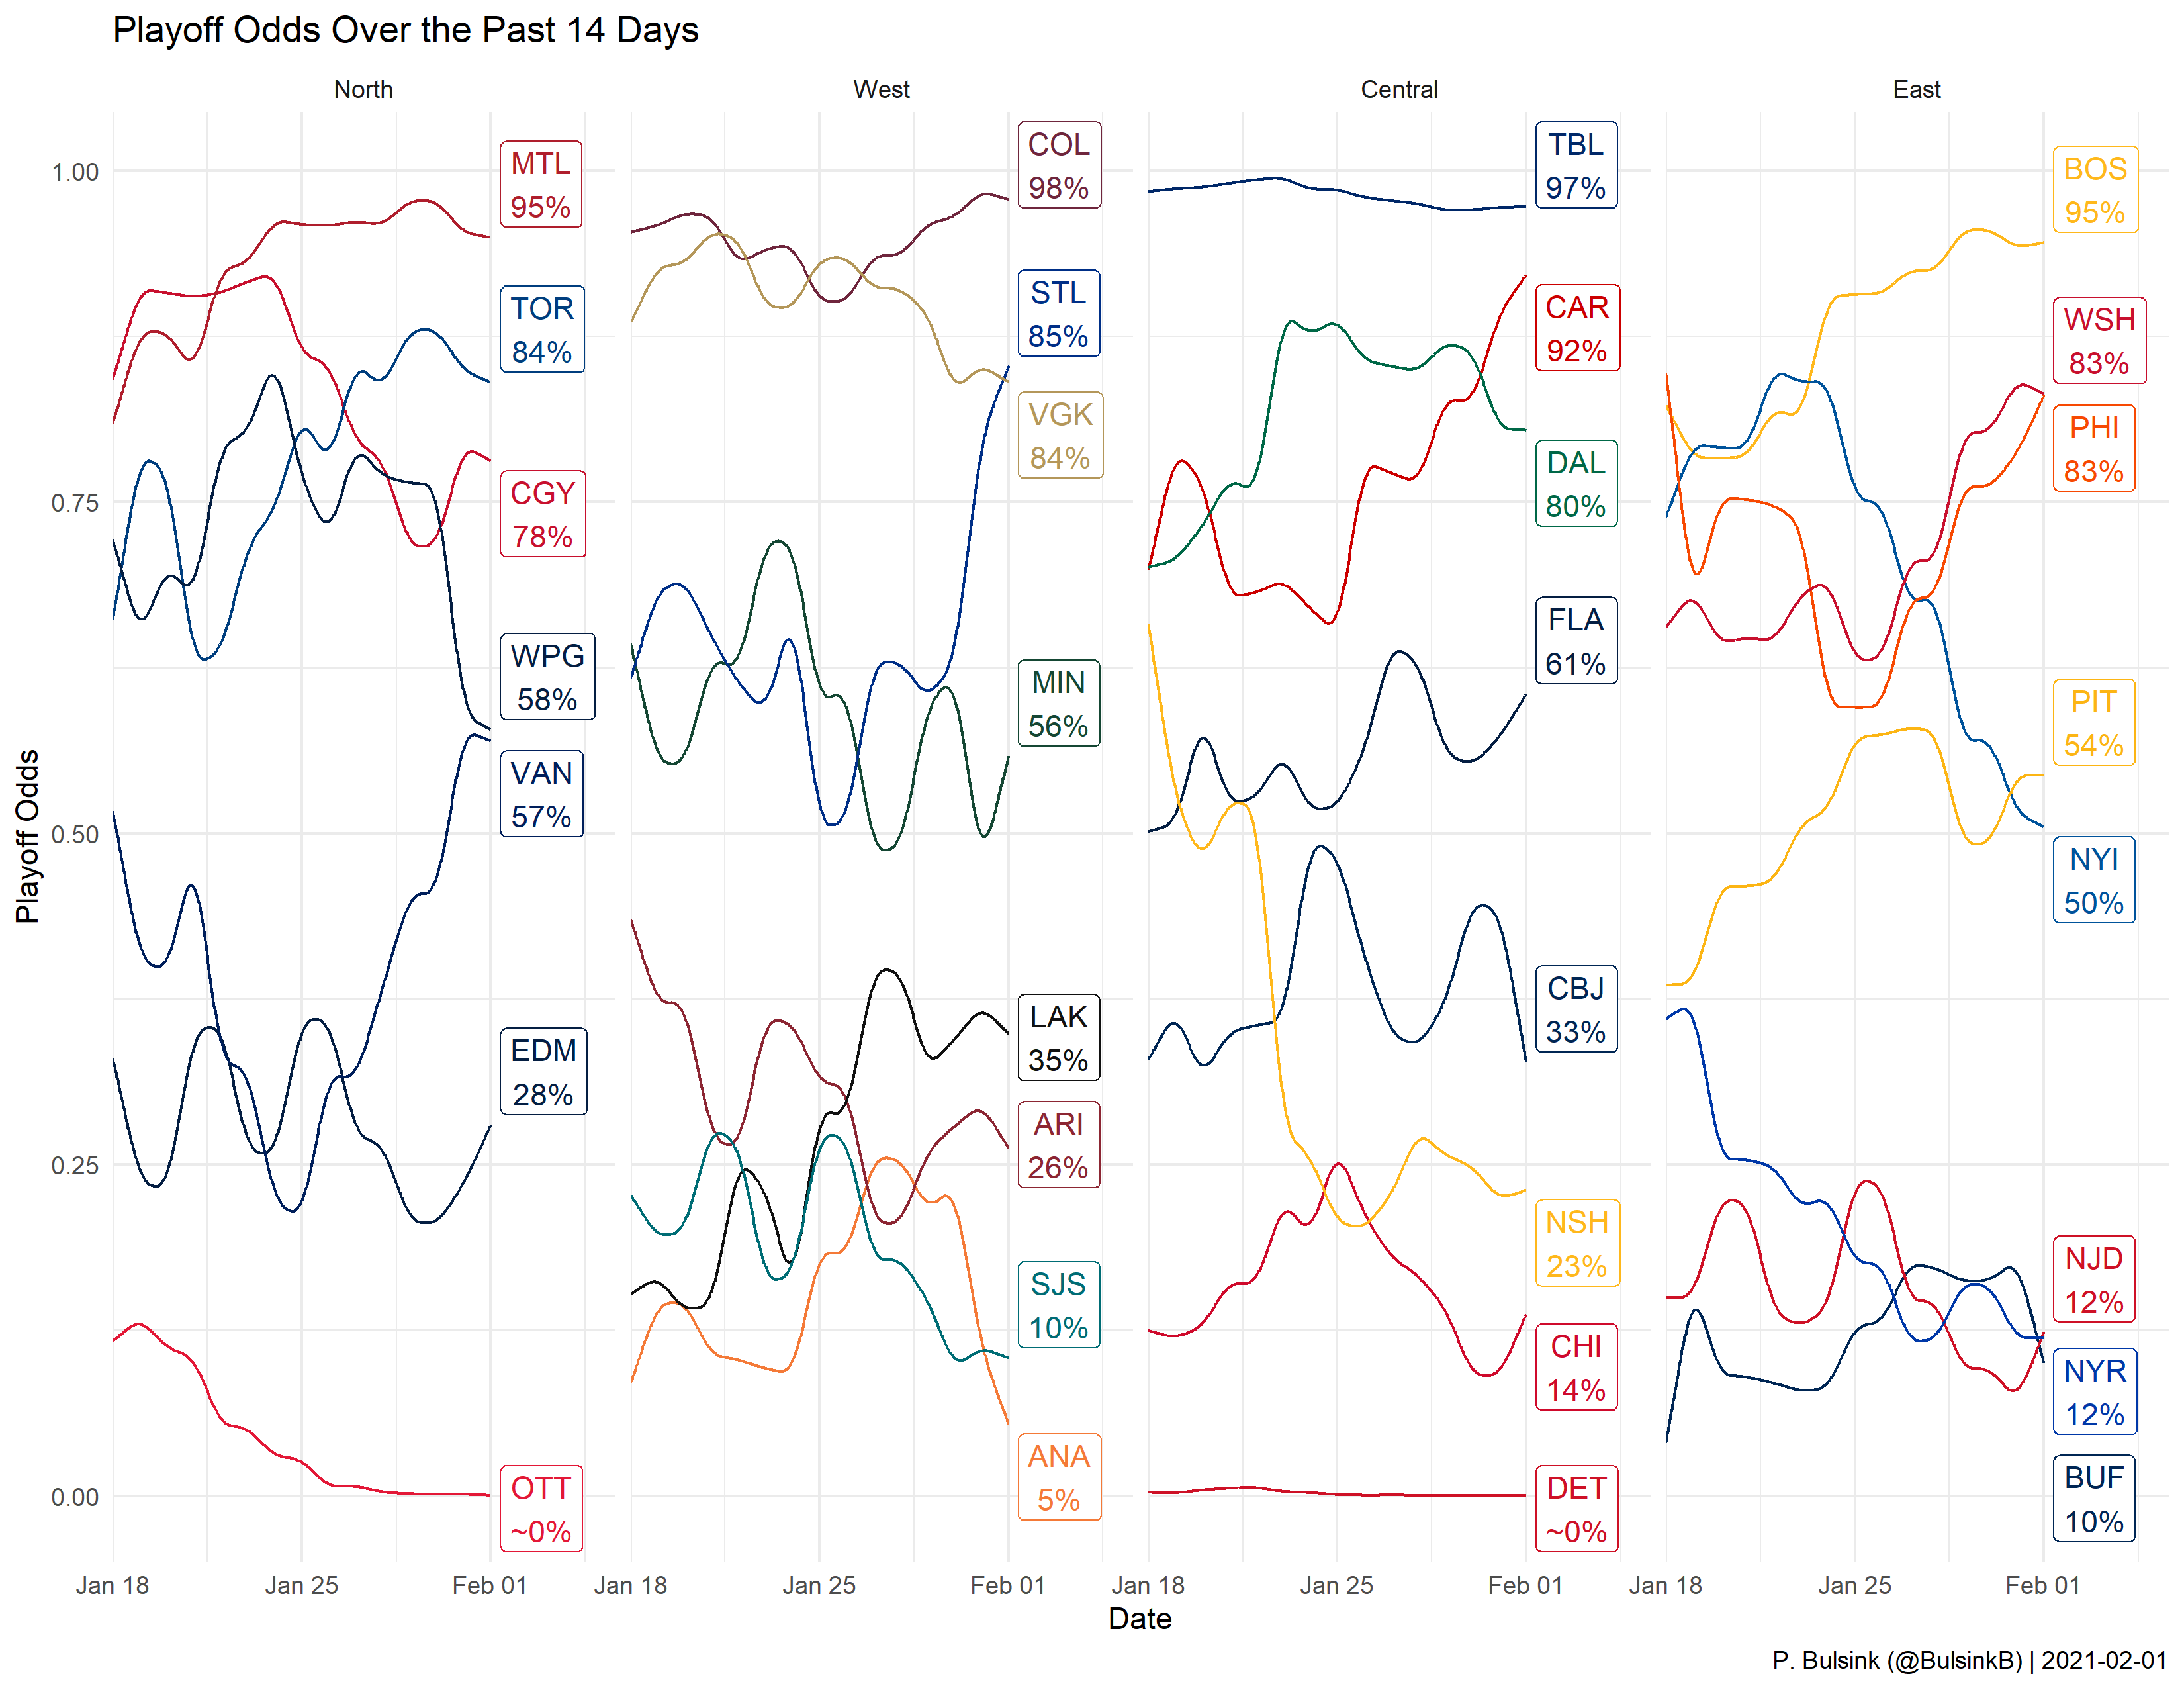 Playoff Odds Over the Past 14 Days
North
West
Central
East
Playoff Odds
1.00
0.75
0.50
0.25
0.00
MTL
95%
TOR
84%
CGY
78%
WPG
58%
VAN
57%
EDM
28%
OTT
~0%
COL
98%
STL
85%
VGK
84%
MIN
56%
LAK
35%
ARI
26%
SJS
10%
ANA
5%
TBL
97%
CAR
92%
DAL
80%
FLA
61%
CBJ
33%
NSH
23%
CHI
14%
DET
~0%
BOS
95%
WSH
83%
PHI
83%
PIT
54%
NYI
50%
NJD
12%
NYR
12%
BUF
10%
Jan 18
Jan 25
Feb 01
Jan 18
Jan 25
Feb 01
Jan 18
Jan 25
Feb 01
Jan 18
Jan 25
Feb 01
Date
P. Bulsink (@BulsinkB) | 2021-02-01